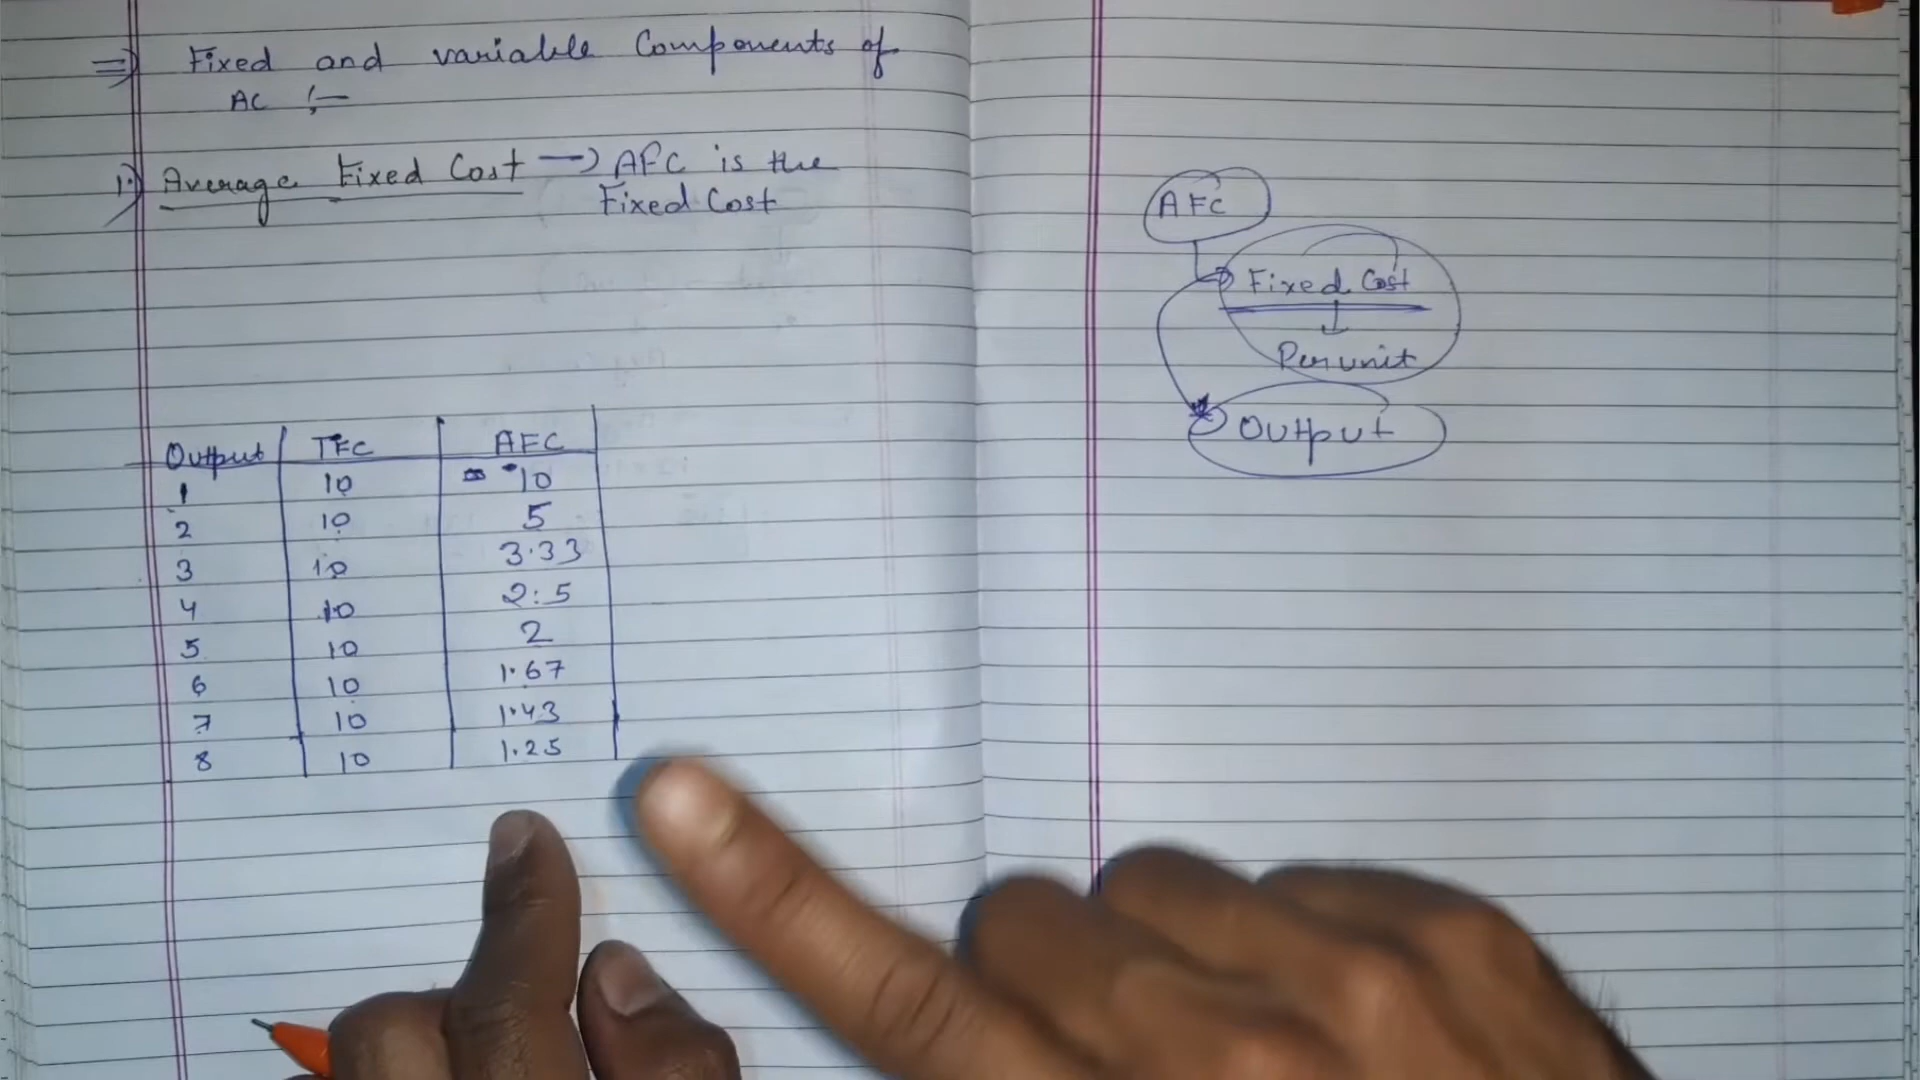 =) Fixed and variable Components of
AC :-
1.) Average Fixed Cost —> AFC is the
Fixed Cost
Output | TFC | AFC
1 | 10 | 10
2 | 10 | 5
3 | 10 | 3.33
4 | 10 | 2.5
5 | 10 | 2
6 | 10 | 1.67
7 | 10 | 1.43
8 | 10 | 1.25
AFC
Fixed Cost
↓
Per unit
Output